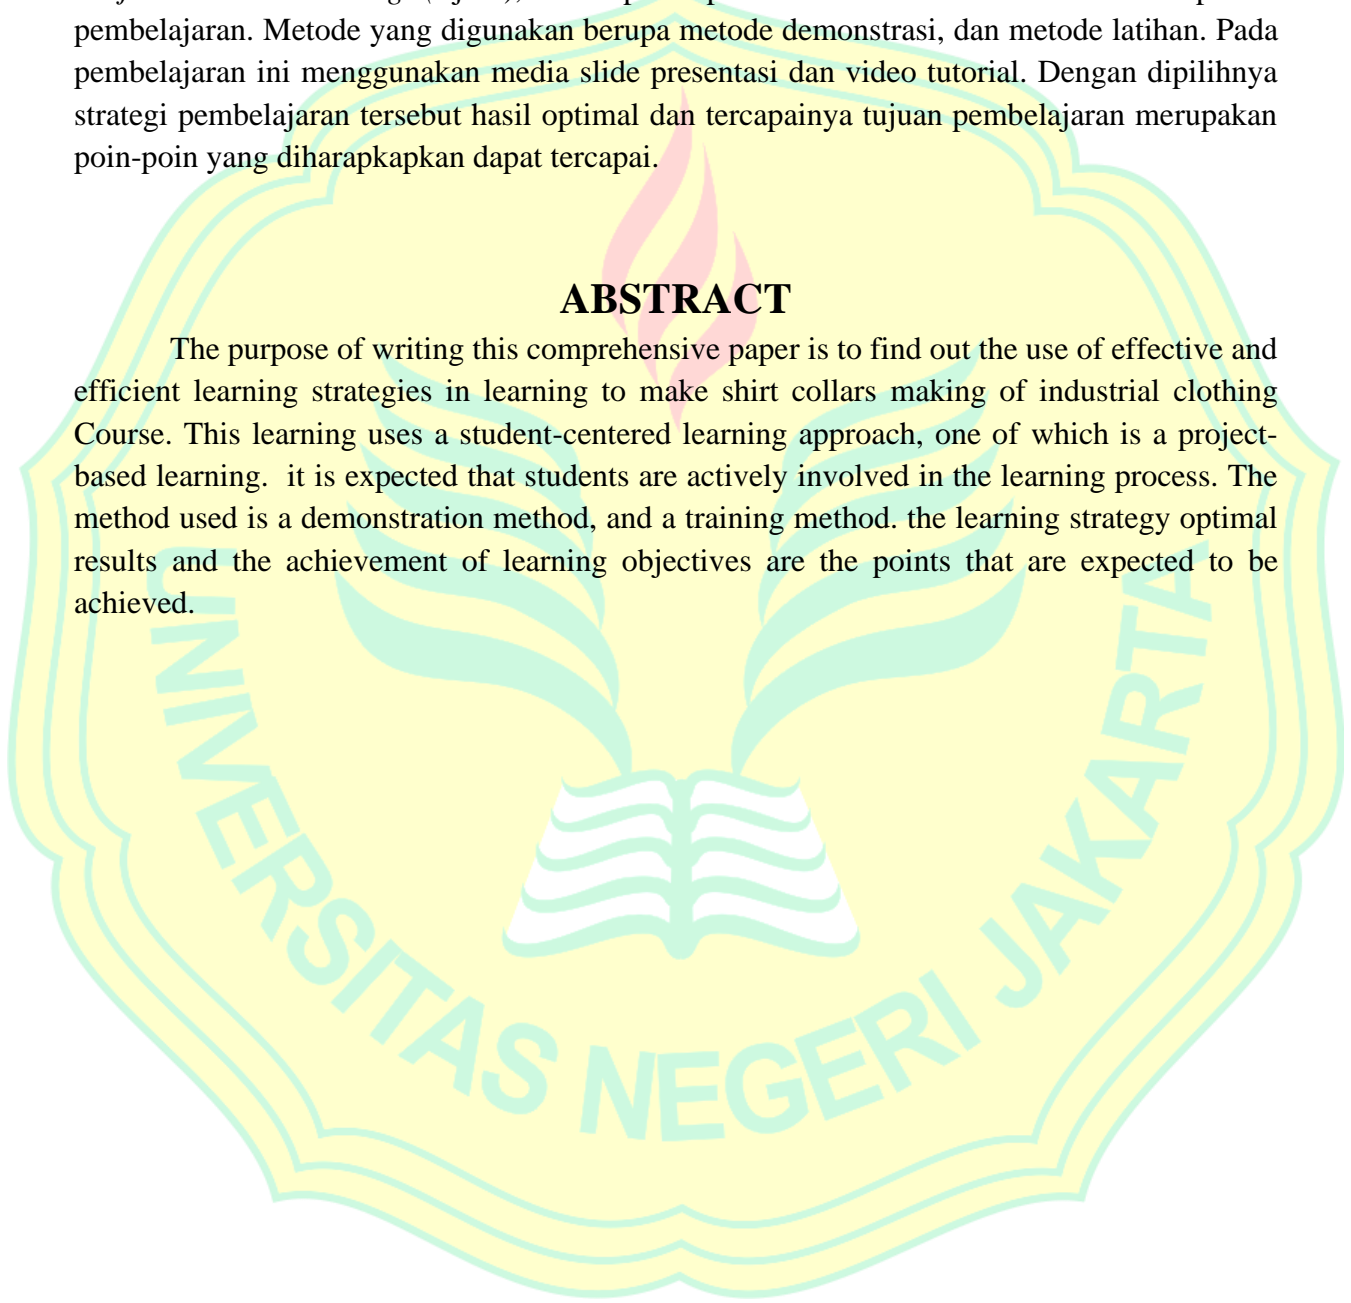 pembelajaran. Metode yang digunakan berupa metode demonstrasi, dan metode latihan. Pada
pembelajaran ini menggunakan media slide presentasi dan video tutorial. Dengan dipilihnya
strategi pembelajaran tersebut hasil optimal dan tercapainya tujuan pembelajaran merupakan
poin-poin yang diharapkapkan dapat tercapai.
ABSTRACT
The purpose of writing this comprehensive paper is to find out the use of effective and
efficient learning strategies in learning to make shirt collars making of industrial clothing
Course. This learning uses a student-centered learning approach, one of which is a project-
based learning.  it is expected that students are actively involved in the learning process. The
method used is a demonstration method, and a training method. the learning strategy optimal
results and the achievement of learning objectives are the points that are expected to be
achieved.
UNIVERSITAS NEGERI JAKARTA